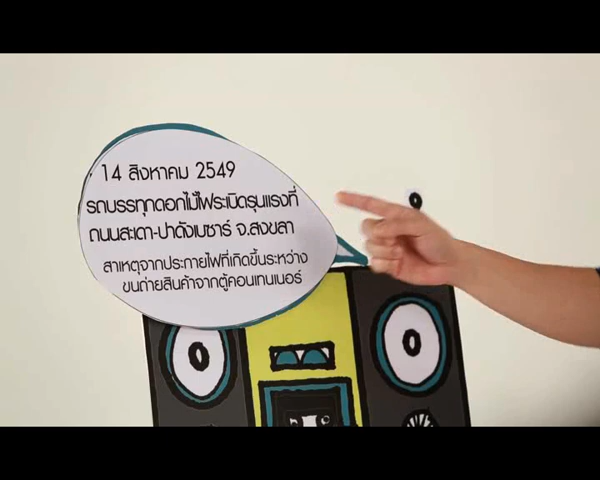 14 สิงหาคม 2549
รถบรรทุกดอกไม้ไฟระเบิดรุนแรงที่
ถนนสะเดา-ปาดังเบซาร์ จ.สงขลา
สาเหตุจากประกายไฟที่เกิดขึ้นระหว่าง
ขนถ่ายสินค้าจากตู้คอนเทนเนอร์